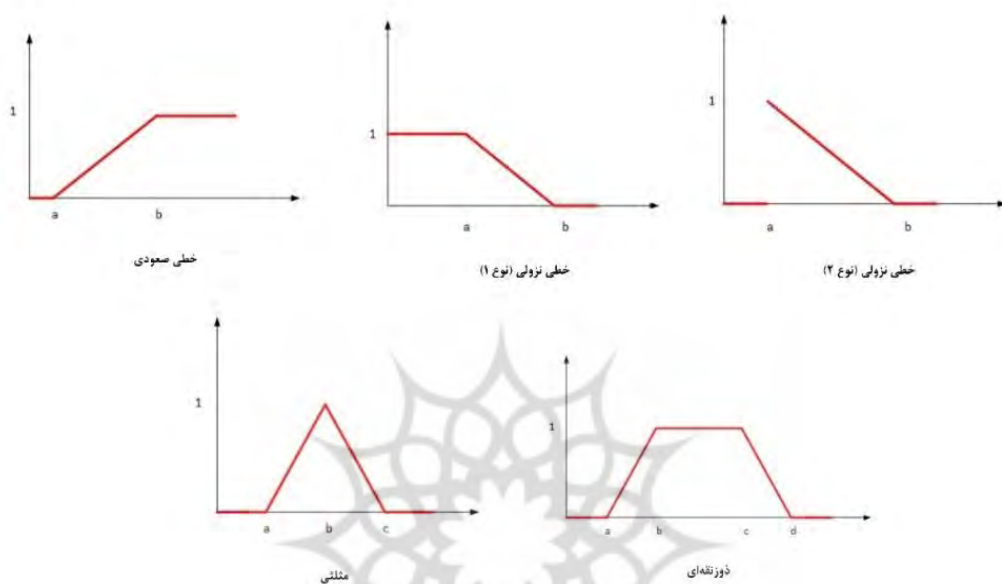 1
a b
خطی صعودی
1
a b
خطی نزولی (نوع ۱)
1
a b
خطی نزولی (نوع ۲)
1
a b c
مثلثی
1
a b c d
ذوزنقه‌ای